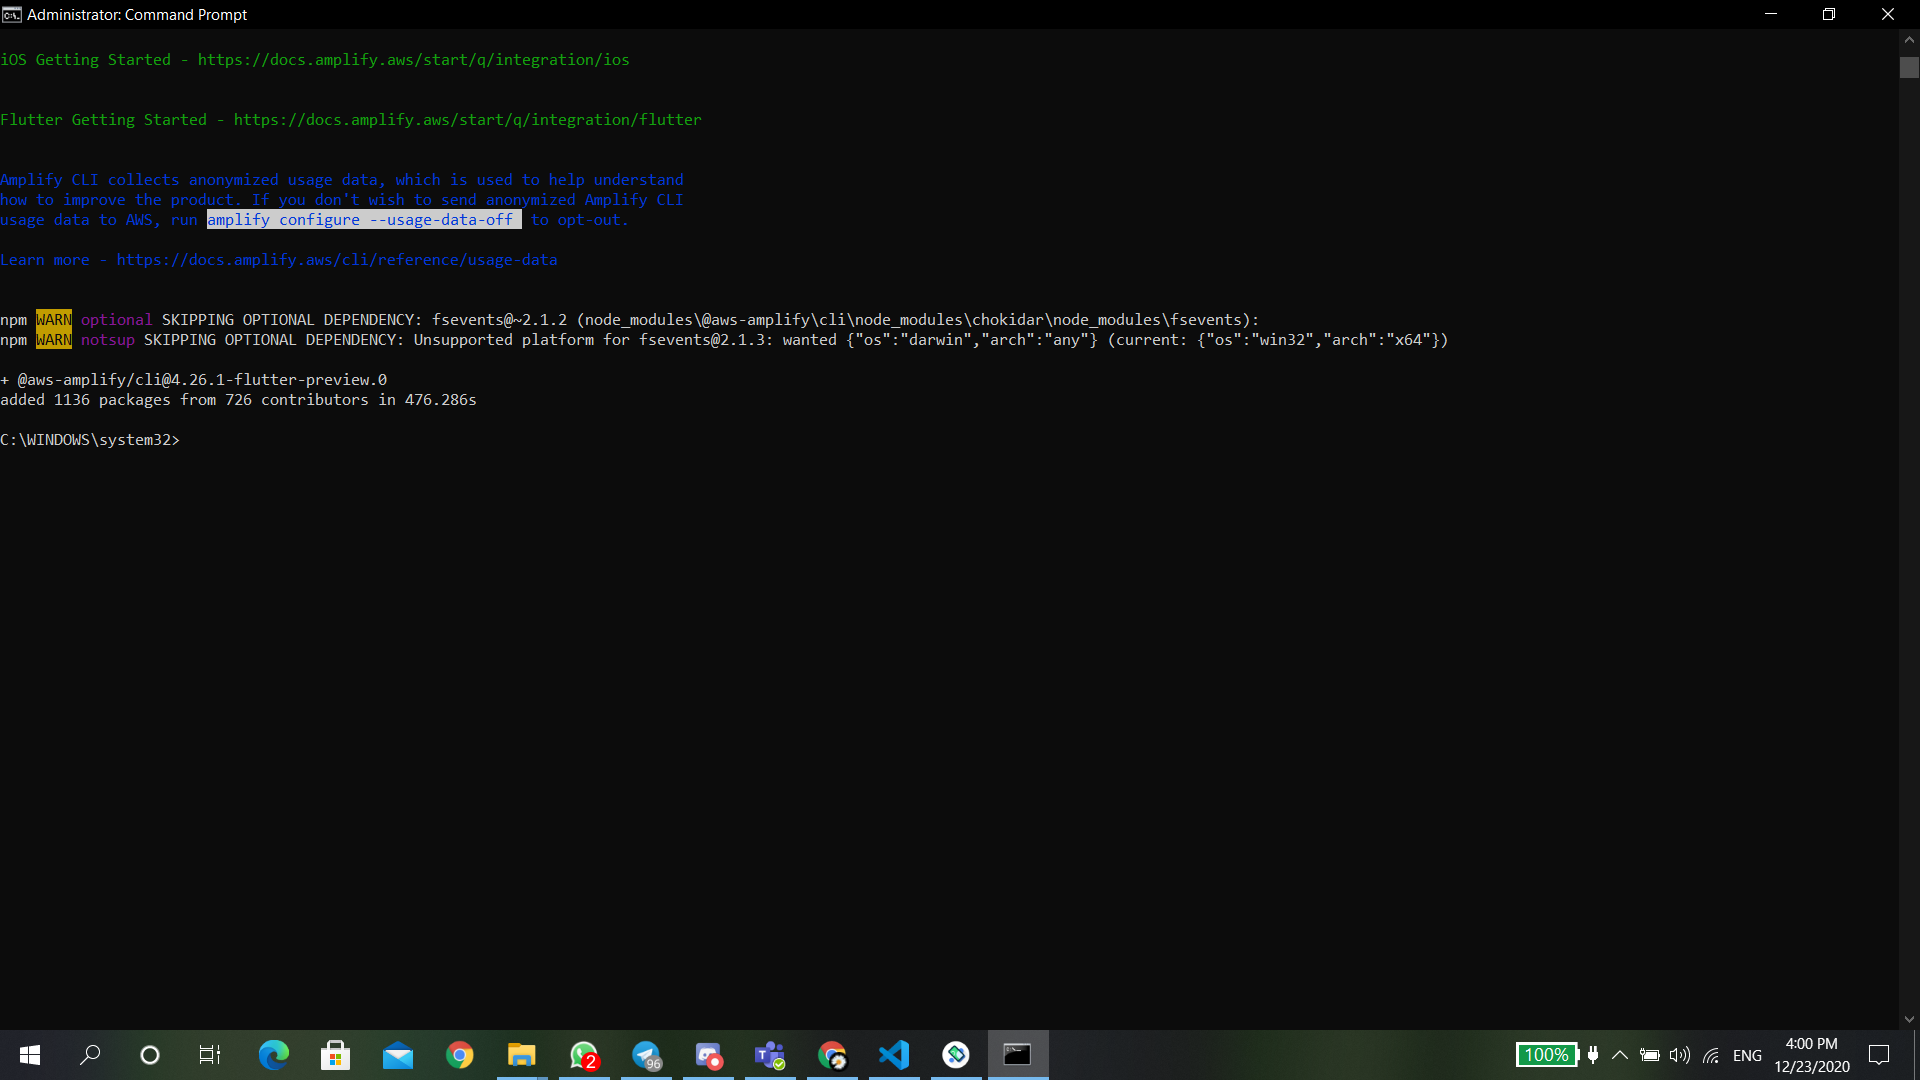 Administrator: Command Prompt
iOS Getting Started - https://docs.amplify.aws/start/q/integration/ios
Flutter Getting Started - https://docs.amplify.aws/start/q/integration/flutter
Amplify CLI collects anonymized usage data, which is used to help understand
how to improve the product. If you don't wish to send anonymized Amplify CLI
usage data to AWS, run amplify configure --usage-data-off  to opt-out.
Learn more - https://docs.amplify.aws/cli/reference/usage-data
npm WARN optional SKIPPING OPTIONAL DEPENDENCY: fsevents@~2.1.2 (node_modules\@aws-amplify\cli\node_modules\chokidar\node_modules\fsevents):
npm WARN notsup SKIPPING OPTIONAL DEPENDENCY: Unsupported platform for fsevents@2.1.3: wanted {"os":"darwin","arch":"any"} (current: {"os":"win32","arch":"x64"})
+ @aws-amplify/cli@4.26.1-flutter-preview.0
added 1136 packages from 726 contributors in 476.286s
C:\WINDOWS\system32>
2
96
100%
ENG
4:00 PM
12/23/2020